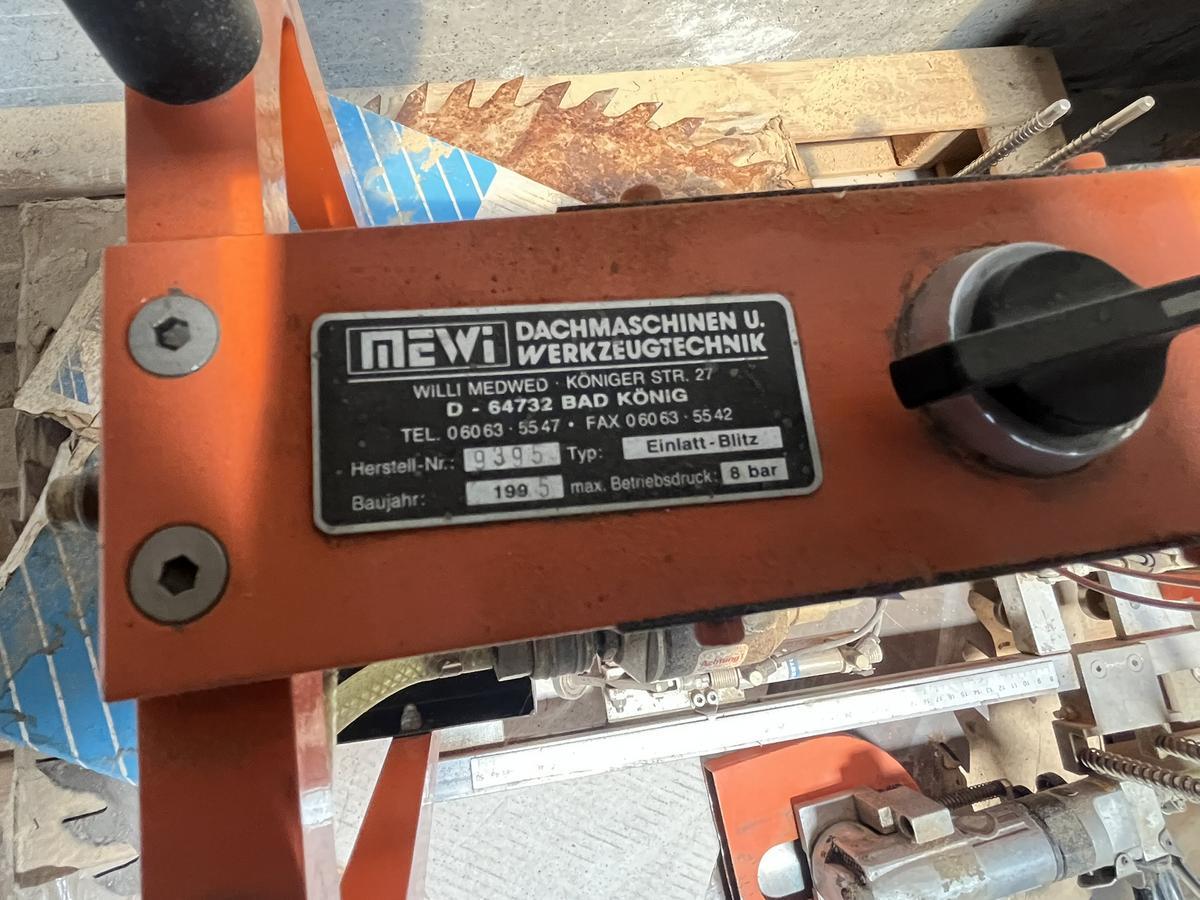 MEWi DACHMASCHINEN U.
WERKZEUGTECHNIK
WILLI MEDWED · KÖNIGER STR. 27
D - 64732 BAD KÖNIG
TEL. 06063 · 5547 · FAX 06063 · 5542
Herstell-Nr.: 9395 Typ: Einlatt-Blitz
Baujahr: 1995 max. Betriebsdruck: 8 bar
Achtung